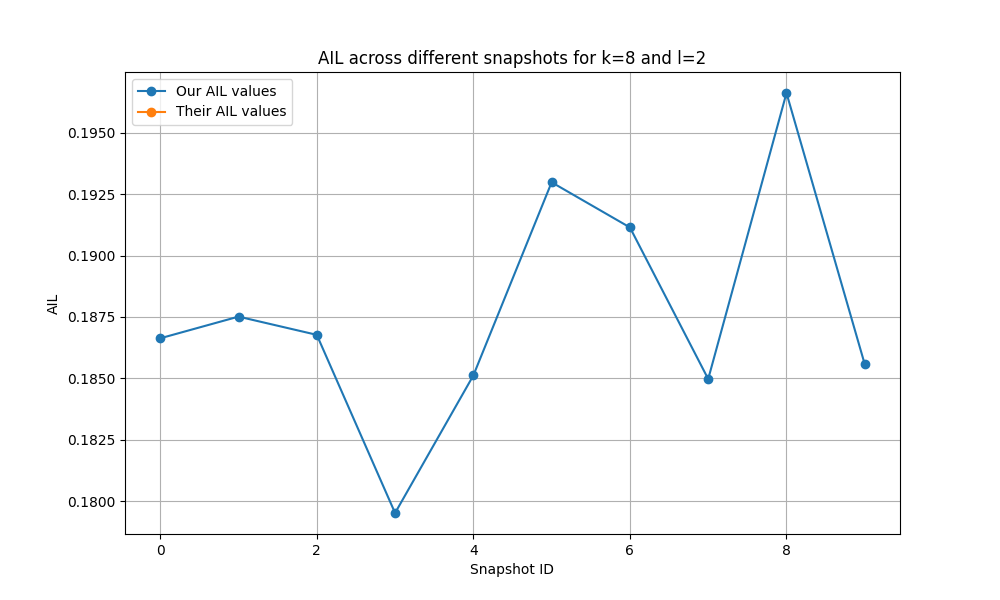 AIL across different snapshots for k=8 and l=2
Our AIL values
Their AIL values
0.1950
0.1925
0.1900
0.1875
0.1850
0.1825
0.1800
AIL
0 2 4 6 8
Snapshot ID